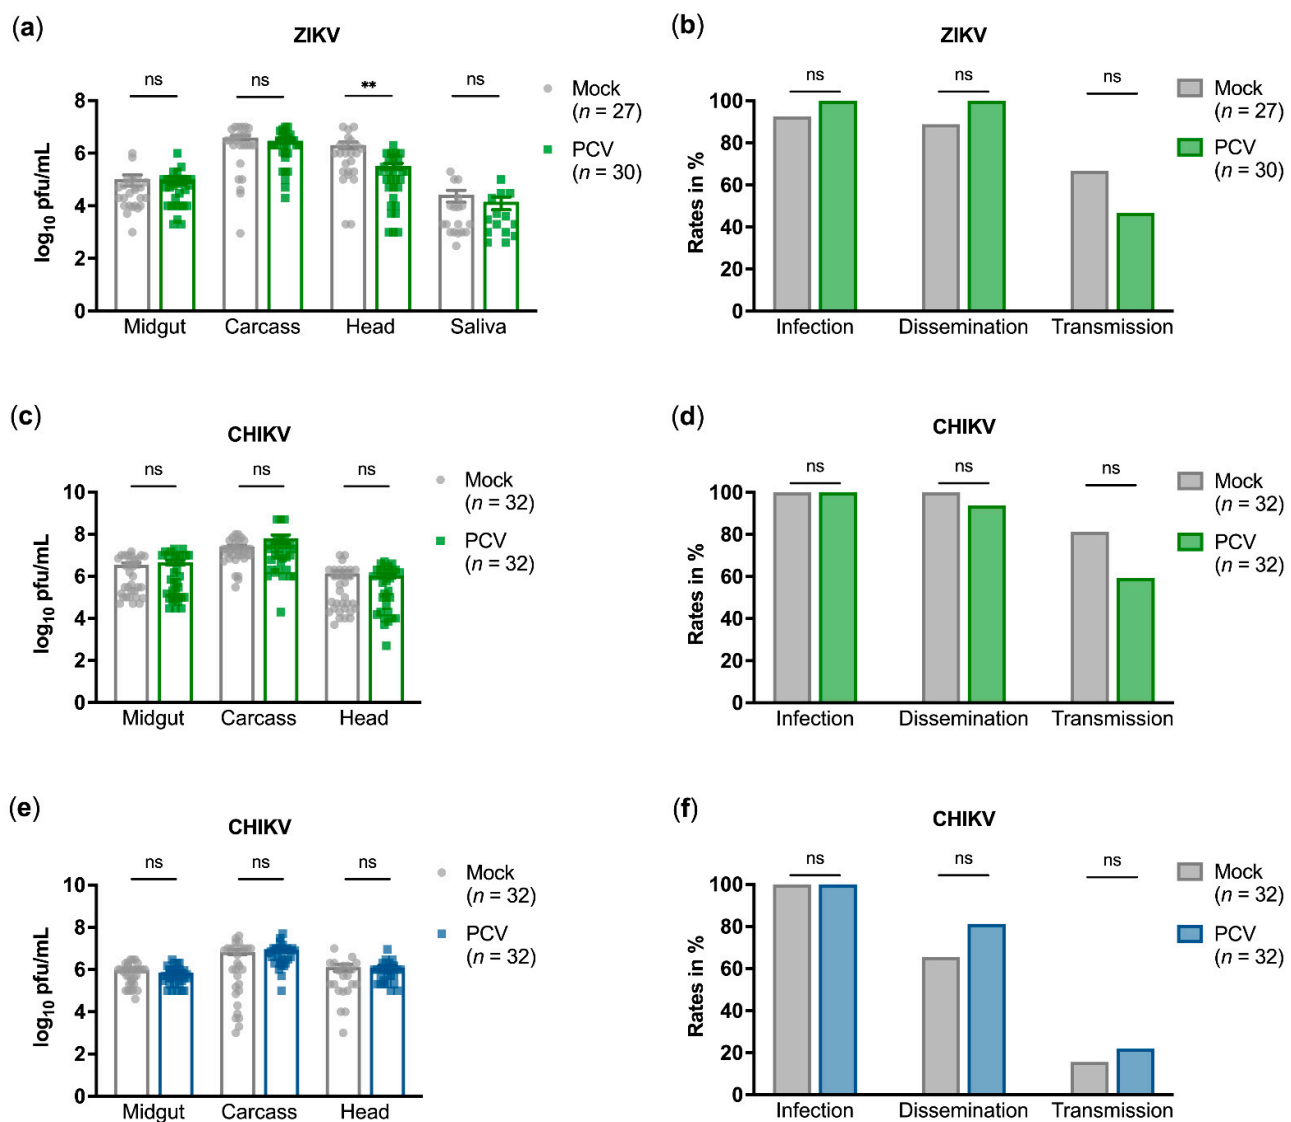 (a)
ZIKV
ns
ns
**
ns
Mock
(n = 27)
PCV
(n = 30)
log10 pfu/mL
8
6
4
2
0
Midgut
Carcass
Head
Saliva
(b)
ZIKV
ns
ns
ns
Mock
(n = 27)
PCV
(n = 30)
Rates in %
100
80
60
40
20
0
Infection
Dissemination
Transmission
(c)
CHIKV
ns
ns
ns
Mock
(n = 32)
PCV
(n = 32)
log10 pfu/mL
10
8
6
4
2
0
Midgut
Carcass
Head
(d)
CHIKV
ns
ns
ns
Mock
(n = 32)
PCV
(n = 32)
Rates in %
100
80
60
40
20
0
Infection
Dissemination
Transmission
(e)
CHIKV
ns
ns
ns
Mock
(n = 32)
PCV
(n = 32)
log10 pfu/mL
10
8
6
4
2
0
Midgut
Carcass
Head
(f)
CHIKV
ns
ns
ns
Mock
(n = 32)
PCV
(n = 32)
Rates in %
100
80
60
40
20
0
Infection
Dissemination
Transmission